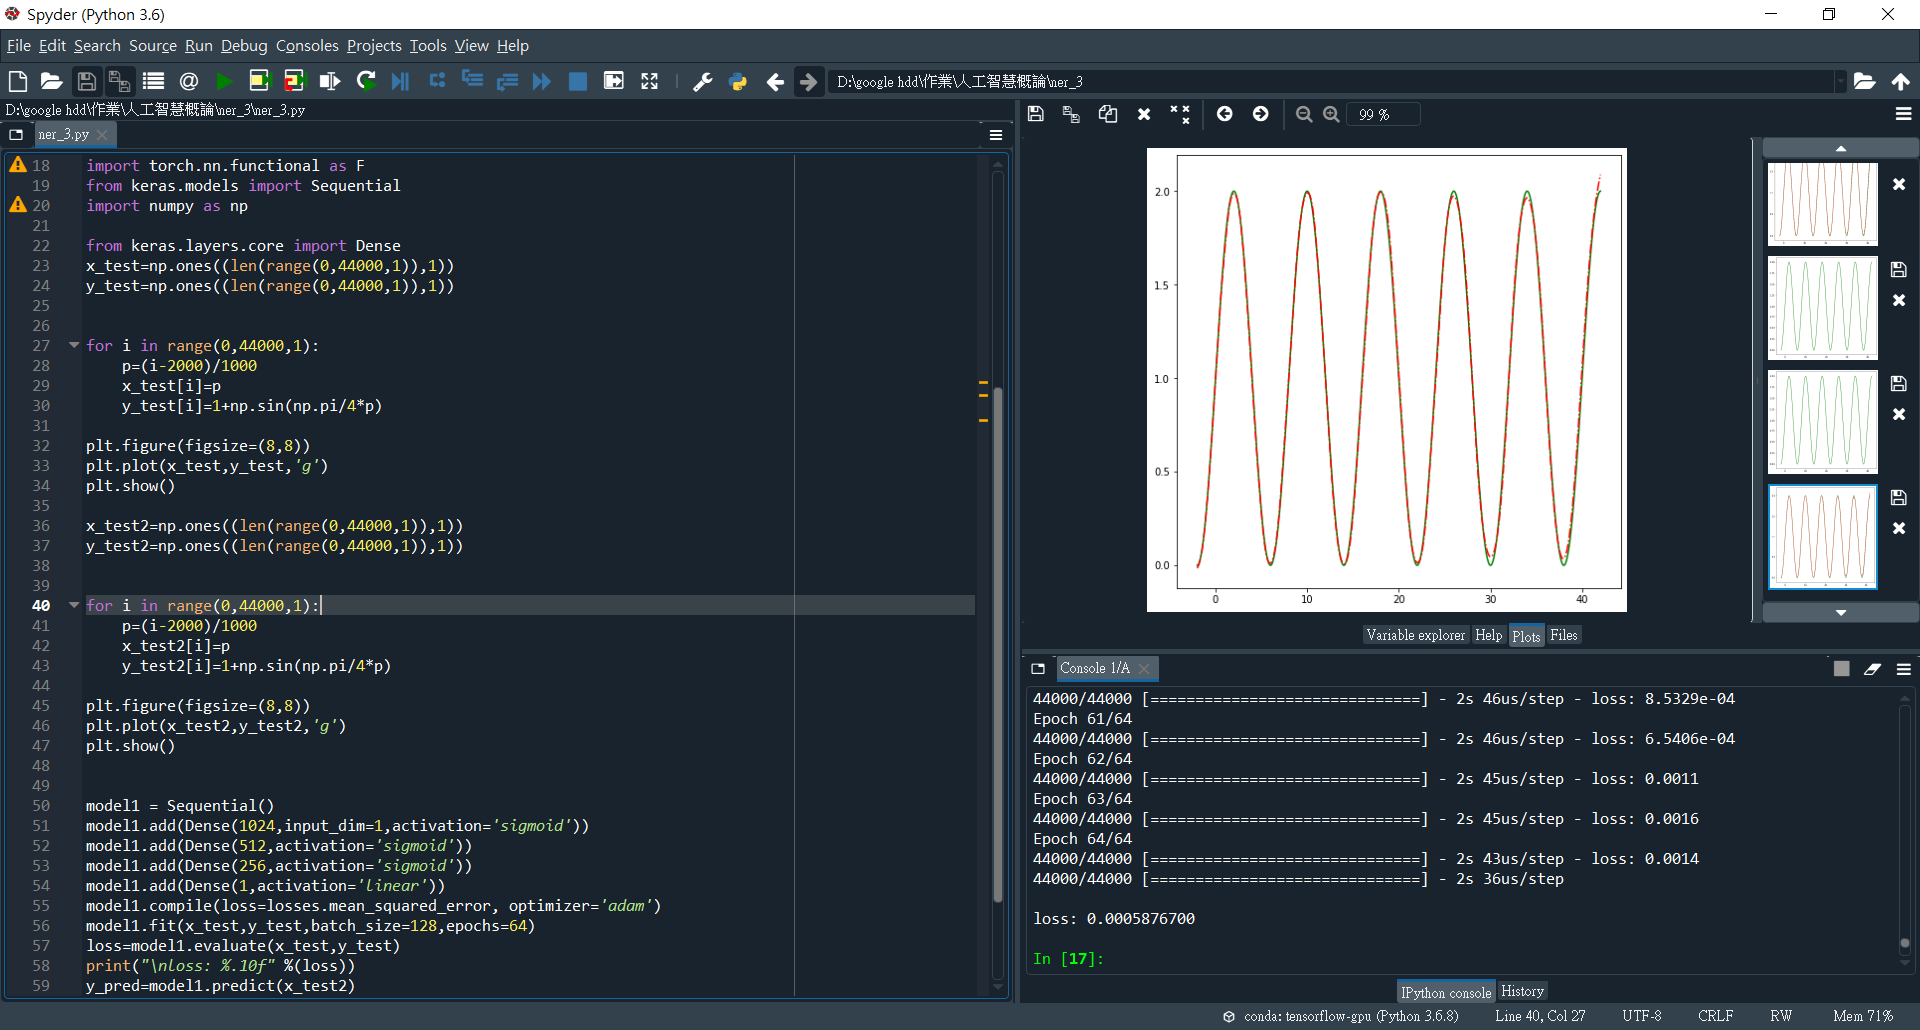 Spyder (Python 3.6)
File Edit Search Source Run Debug Consoles Projects Tools View Help
D:\google hdd\作業\人工智慧概論\ner_3
D:\google hdd\作業\人工智慧概論\ner_3\ner_3.py
ner_3.py
18 import torch.nn.functional as F
19 from keras.models import Sequential
20 import numpy as np
21
22 from keras.layers.core import Dense
23 x_test=np.ones((len(range(0,44000,1)),1))
24 y_test=np.ones((len(range(0,44000,1)),1))
25
26
27 for i in range(0,44000,1):
28 p=(i-2000)/1000
29 x_test[i]=p
30 y_test[i]=1+np.sin(np.pi/4*p)
31
32 plt.figure(figsize=(8,8))
33 plt.plot(x_test,y_test,'g')
34 plt.show()
35
36 x_test2=np.ones((len(range(0,44000,1)),1))
37 y_test2=np.ones((len(range(0,44000,1)),1))
38
39
40 for i in range(0,44000,1):
41 p=(i-2000)/1000
42 x_test2[i]=p
43 y_test2[i]=1+np.sin(np.pi/4*p)
44
45 plt.figure(figsize=(8,8))
46 plt.plot(x_test2,y_test2,'g')
47 plt.show()
48
49
50 model1 = Sequential()
51 model1.add(Dense(1024,input_dim=1,activation='sigmoid'))
52 model1.add(Dense(512,activation='sigmoid'))
53 model1.add(Dense(256,activation='sigmoid'))
54 model1.add(Dense(1,activation='linear'))
55 model1.compile(loss=losses.mean_squared_error, optimizer='adam')
56 model1.fit(x_test,y_test,batch_size=128,epochs=64)
57 loss=model1.evaluate(x_test,y_test)
58 print("\nloss: %.10f" %(loss))
59 y_pred=model1.predict(x_test2)
99 %
2.0
1.5
1.0
0.5
0.0
0 10 20 30 40
Variable explorer Help Plots Files
Console 1/A
44000/44000 [==============================] - 2s 46us/step - loss: 8.5329e-04
Epoch 61/64
44000/44000 [==============================] - 2s 46us/step - loss: 6.5406e-04
Epoch 62/64
44000/44000 [==============================] - 2s 45us/step - loss: 0.0011
Epoch 63/64
44000/44000 [==============================] - 2s 45us/step - loss: 0.0016
Epoch 64/64
44000/44000 [==============================] - 2s 43us/step - loss: 0.0014
44000/44000 [==============================] - 2s 36us/step
loss: 0.0005876700
In [17]:
IPython console History
conda: tensorflow-gpu (Python 3.6.8) Line 40, Col 27 UTF-8 CRLF RW Mem 71%